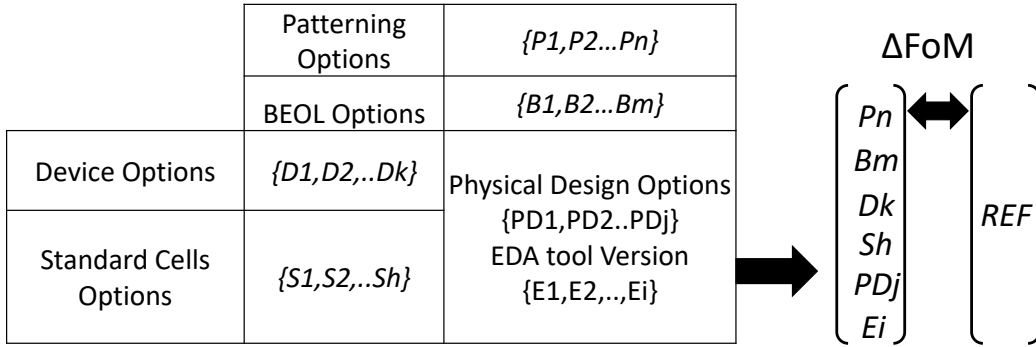 Patterning
Options
{P1,P2…Pn}
BEOL Options
{B1,B2…Bm}
Device Options
{D1,D2,..Dk}
Physical Design Options
{PD1,PD2..PDj}
EDA tool Version
{E1,E2,..,Ei}
Standard Cells
Options
{S1,S2,..Sh}
ΔFoM
Pn
Bm
Dk
Sh
PDj
Ei
REF